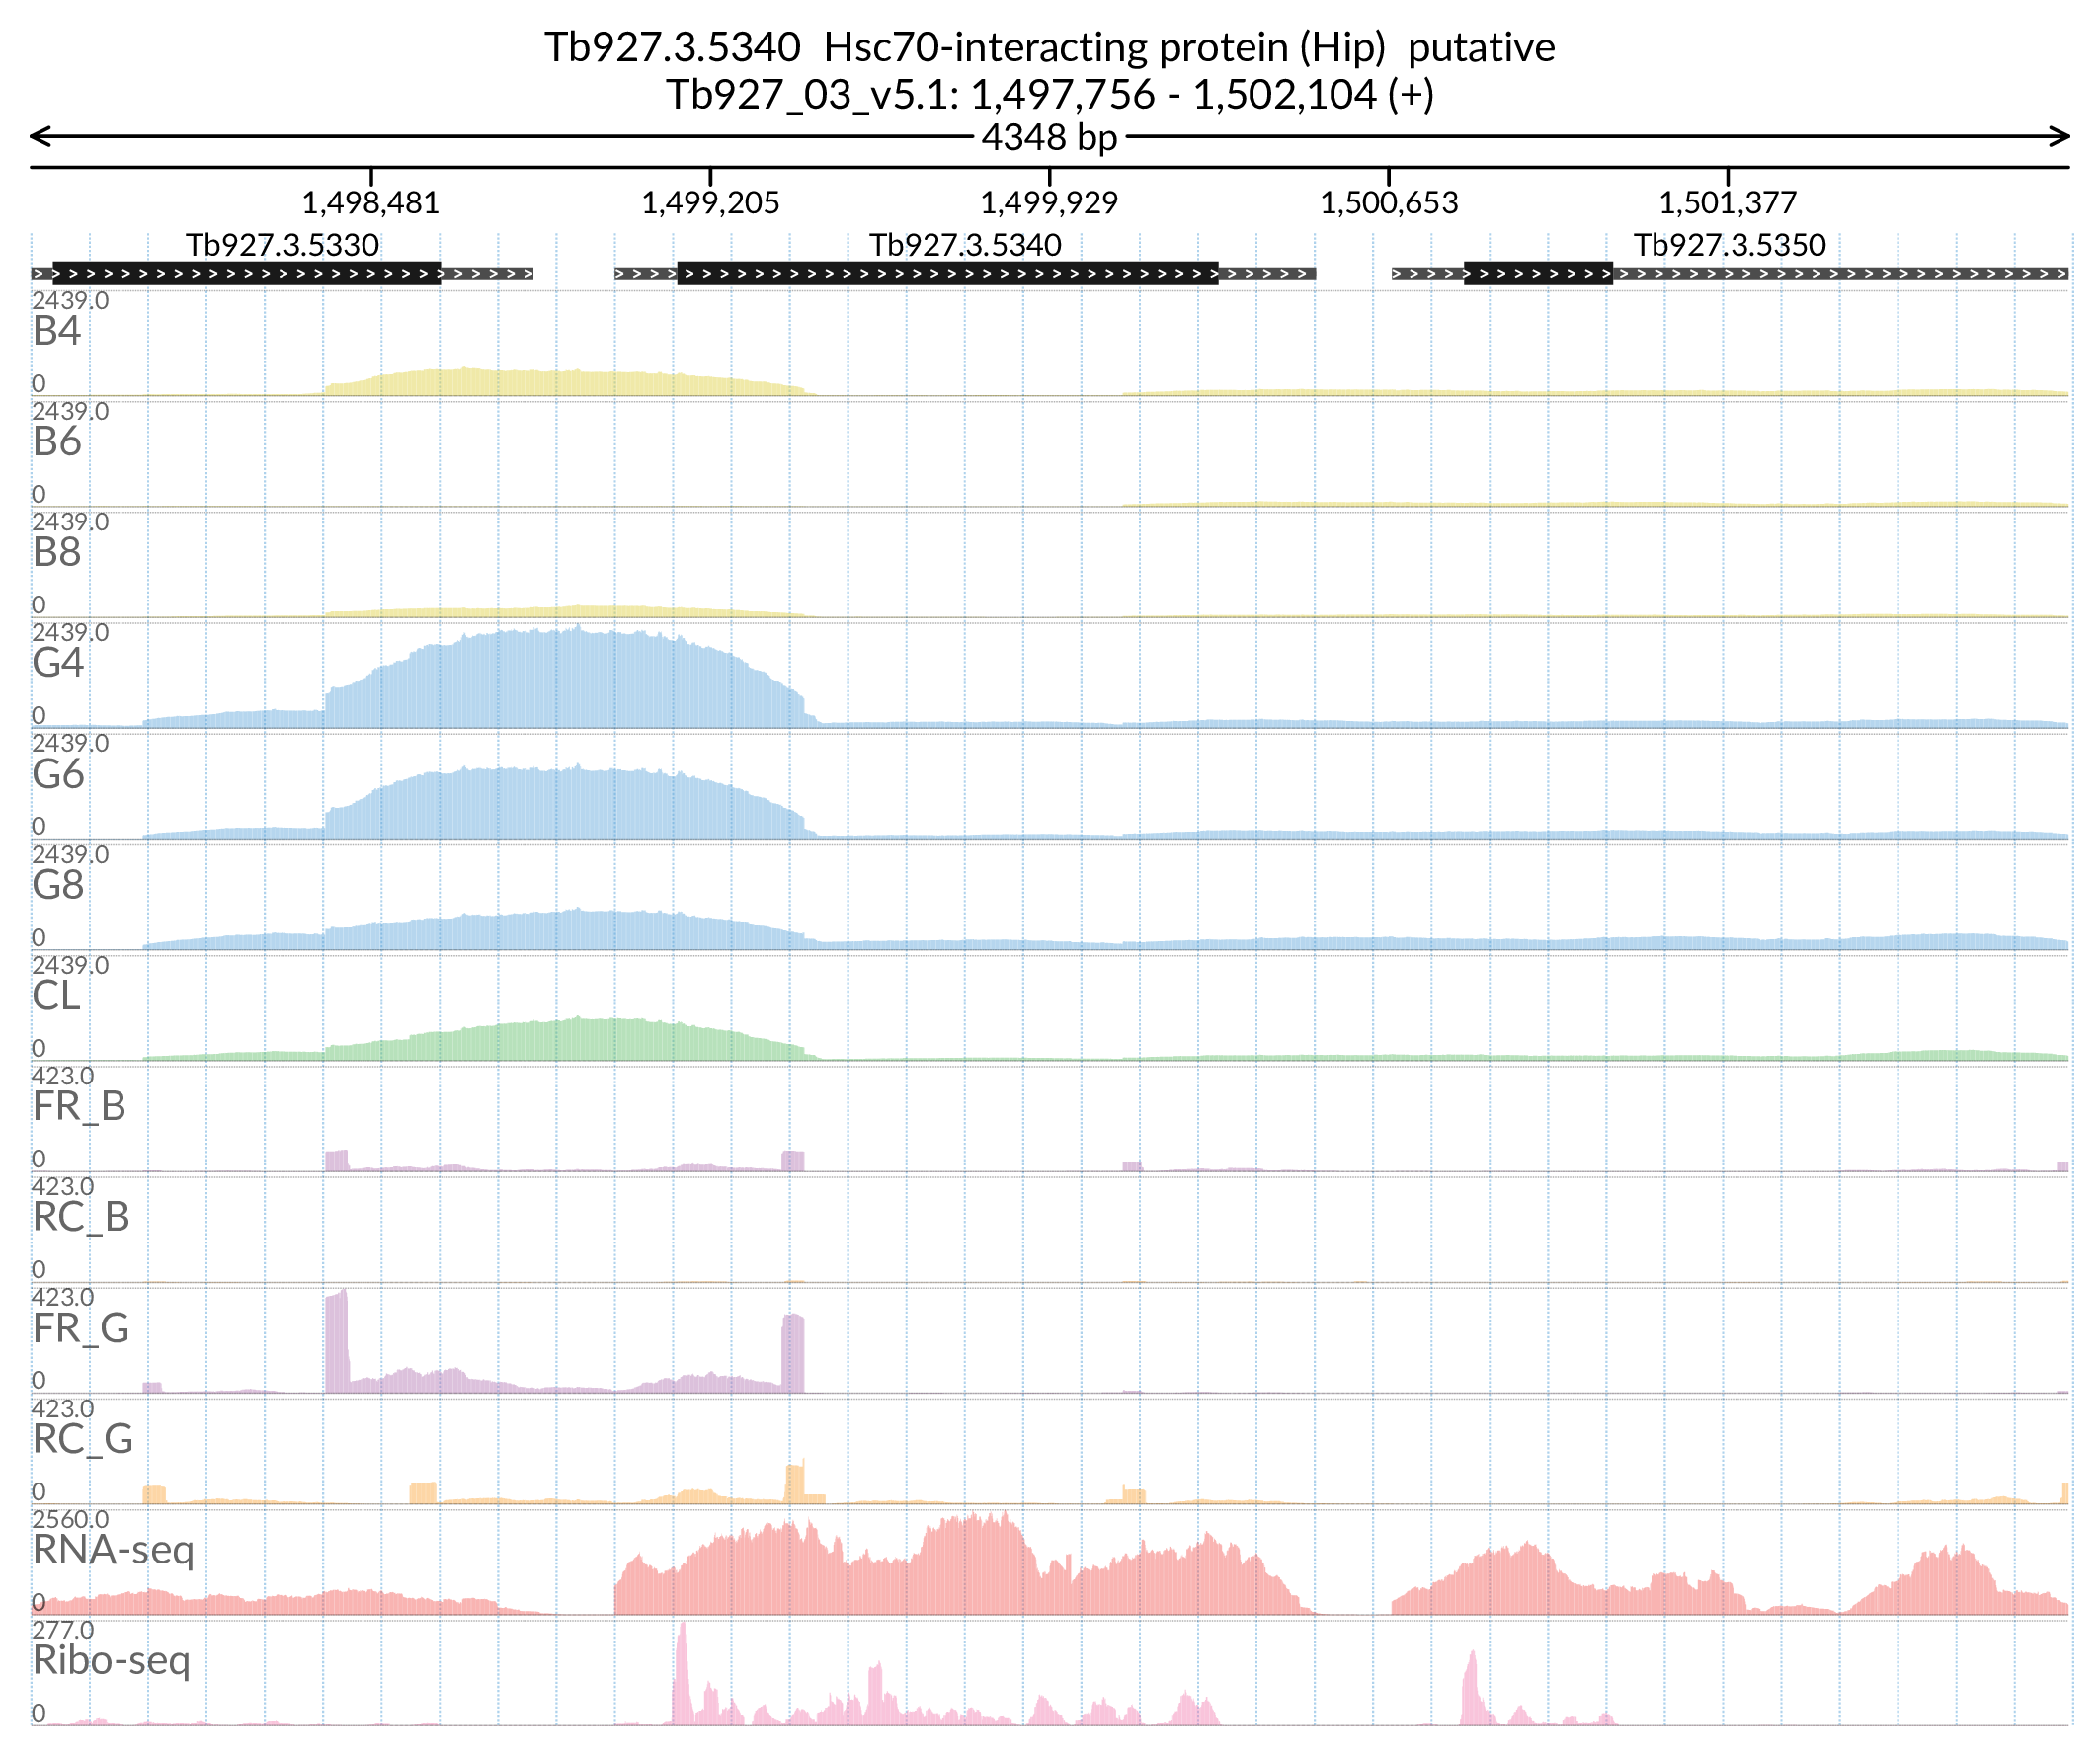 Tb927.3.5340 Hsc70-interacting protein (Hip) putative
Tb927_03_v5.1: 1,497,756 - 1,502,104 (+)
4348 bp
1,498,481 1,499,205 1,499,929 1,500,653 1,501,377
Tb927.3.5330 Tb927.3.5340 Tb927.3.5350
2439.0
B4
0
2439.0
B6
0
2439.0
B8
0
2439.0
G4
0
2439.0
G6
0
2439.0
G8
0
2439.0
CL
0
423.0
FR_B
0
423.0
RC_B
0
423.0
FR_G
0
423.0
RC_G
0
2560.0
RNA-seq
0
277.0
Ribo-seq
0